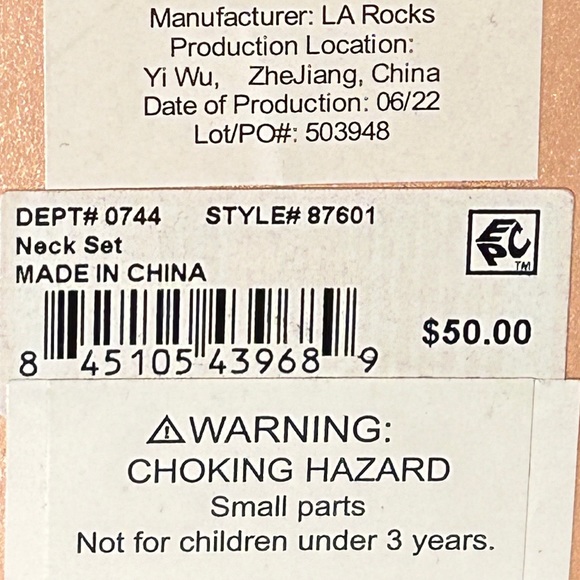 Manufacturer: LA Rocks
Production Location:
Yi Wu, ZheJiang, China
Date of Production: 06/22
Lot/PO#: 503948
DEPT# 0744 STYLE# 87601
Neck Set
MADE IN CHINA
EPC
TM
$50.00
8 45105 43968 9
⚠WARNING:
CHOKING HAZARD
Small parts
Not for children under 3 years.